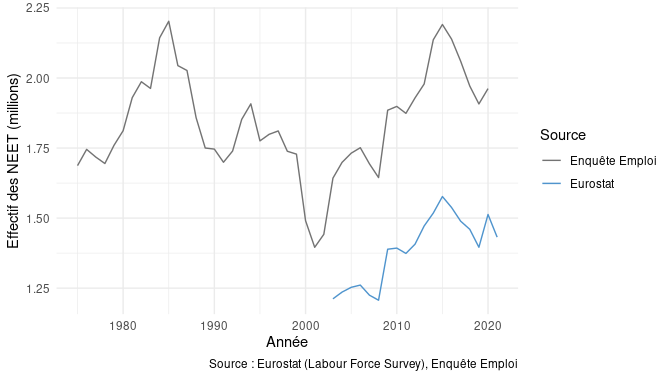 Effectif des NEET (millions)
2.25
2.00
1.75
1.50
1.25
1980
1990
2000
2010
2020
Année
Source
Enquête Emploi
Eurostat
Source : Eurostat (Labour Force Survey), Enquête Emploi